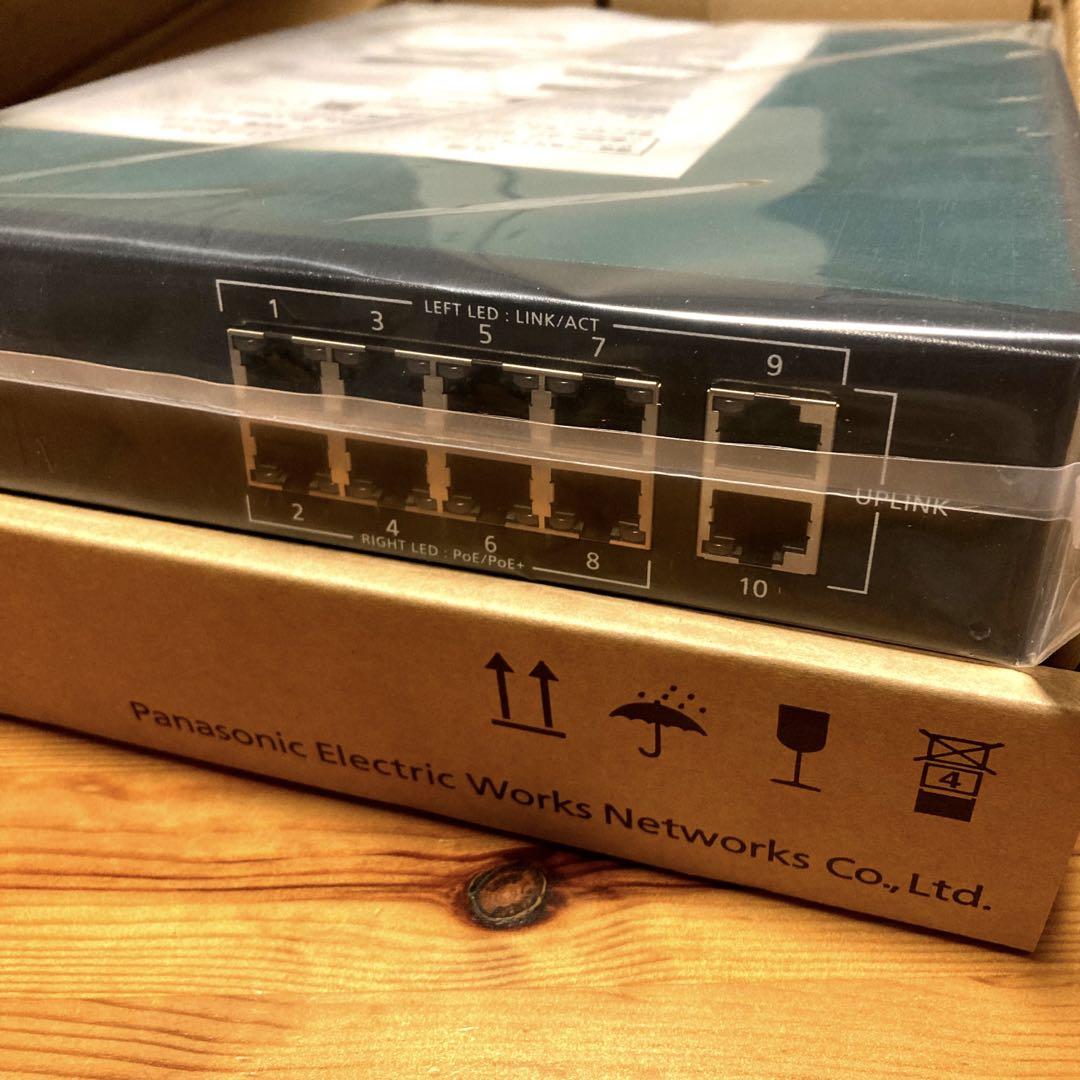 LEFT LED : LINK/ACT
1 3 5 7 9
UPLINK
2 4 6 8 10
RIGHT LED : PoE/PoE+
4
Panasonic Electric Works Networks Co., Ltd.